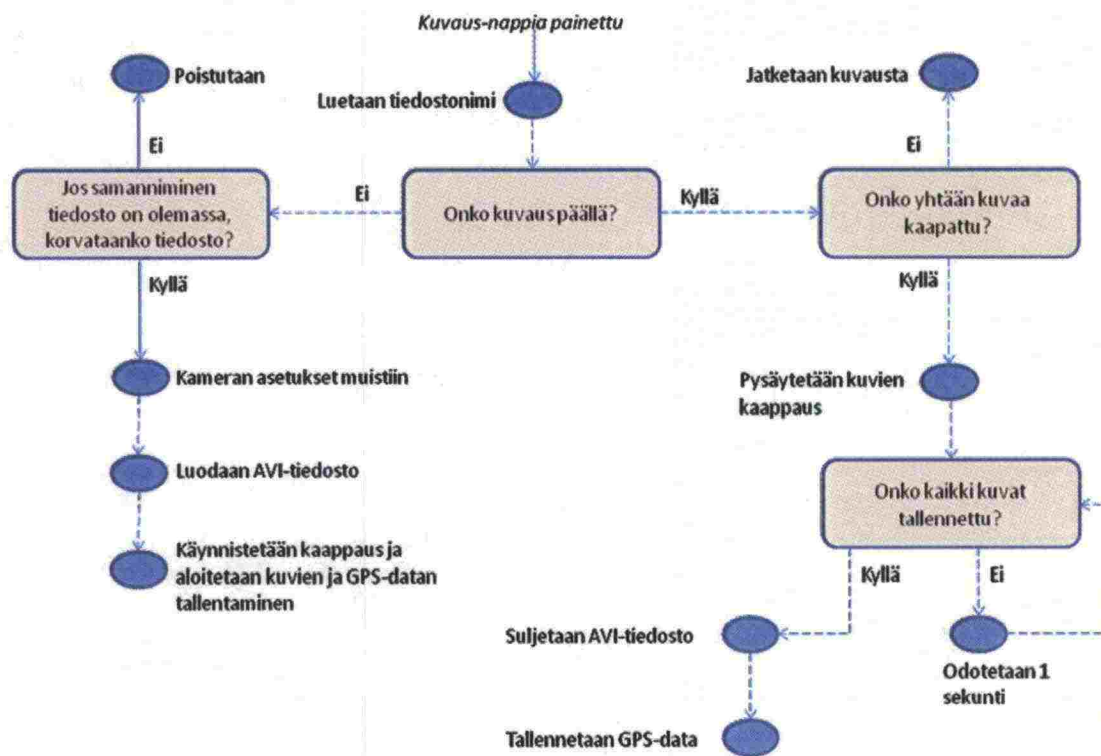 Kuvaus-nappia painettu
Poistutaan
Luetaan tiedostonimi
Jatketaan kuvausta
Ei
Ei
Jos samanniminen
tiedosto on olemassa,
korvataanko tiedosto?
Ei
Onko kuvaus päällä?
Kyllä
Onko yhtään kuvaa
kaapattu?
Kyllä
Kyllä
Kameran asetukset muistiin
Pysäytetään kuvien
kaappaus
Luodaan AVI-tiedosto
Onko kaikki kuvat
tallennettu?
Käynnistetään kaappaus ja
aloitetaan kuvien ja GPS-datan
tallentaminen
Kyllä
Ei
Suljetaan AVI-tiedosto
Odotetaan 1
sekunti
Tallennetaan GPS-data